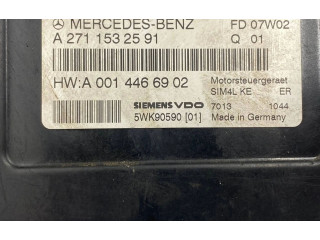 MERCEDES-BENZ FD 07W02
A 271 153 25 91 Q 01
HW:A 001 446 69 02 Motorsteuergeraet
SIM4L KE ER
SIEMENS VDO 7013 1044
5WK90590 [01] Made in Germany